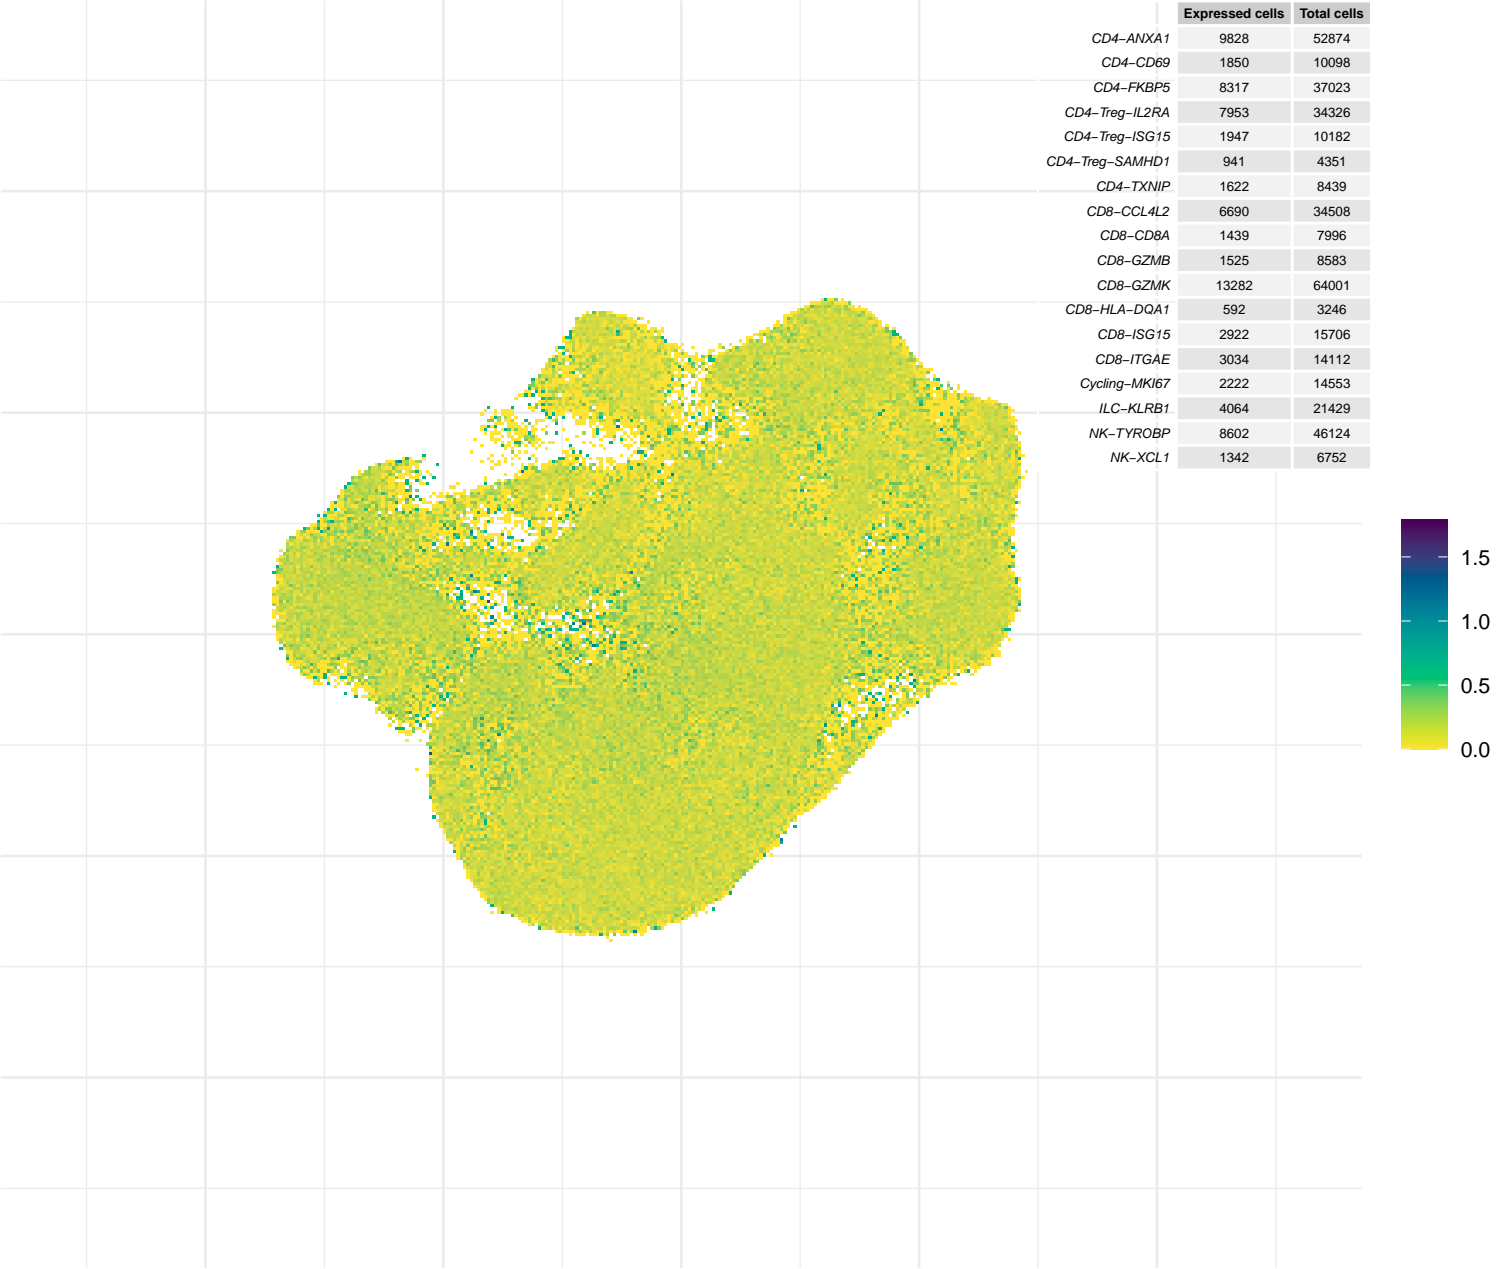 Expressed cells Total cells
CD4−ANXA1 9828 52874
CD4−CD69 1850 10098
CD4−FKBP5 8317 37023
CD4−Treg−IL2RA 7953 34326
CD4−Treg−ISG15 1947 10182
CD4−Treg−SAMHD1 941 4351
CD4−TXNIP 1622 8439
CD8−CCL4L2 6690 34508
CD8−CD8A 1439 7996
CD8−GZMB 1525 8583
CD8−GZMK 13282 64001
CD8−HLA−DQA1 592 3246
CD8−ISG15 2922 15706
CD8−ITGAE 3034 14112
Cycling−MKI67 2222 14553
ILC−KLRB1 4064 21429
NK−TYROBP 8602 46124
NK−XCL1 1342 6752
1.5
1.0
0.5
0.0